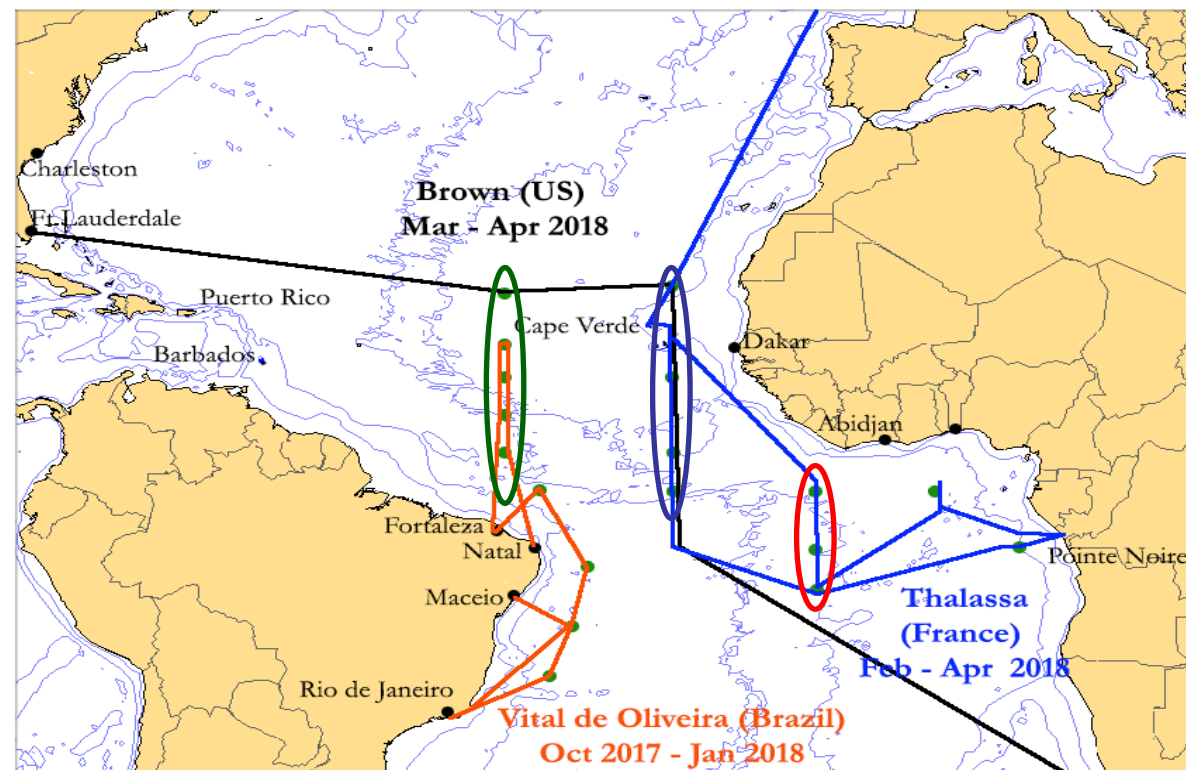 Charleston
Brown (US)
Mar - Apr 2018
Ft. Lauderdale
Puerto Rico
Cape Verde
Barbados
Dakar
Abidjan
Fortaleza
Natal
Pointe Noire
Maceio
Thalassa
(France)
Feb - Apr 2018
Rio de Janeiro
Vital de Oliveira (Brazil)
Oct 2017 - Jan 2018